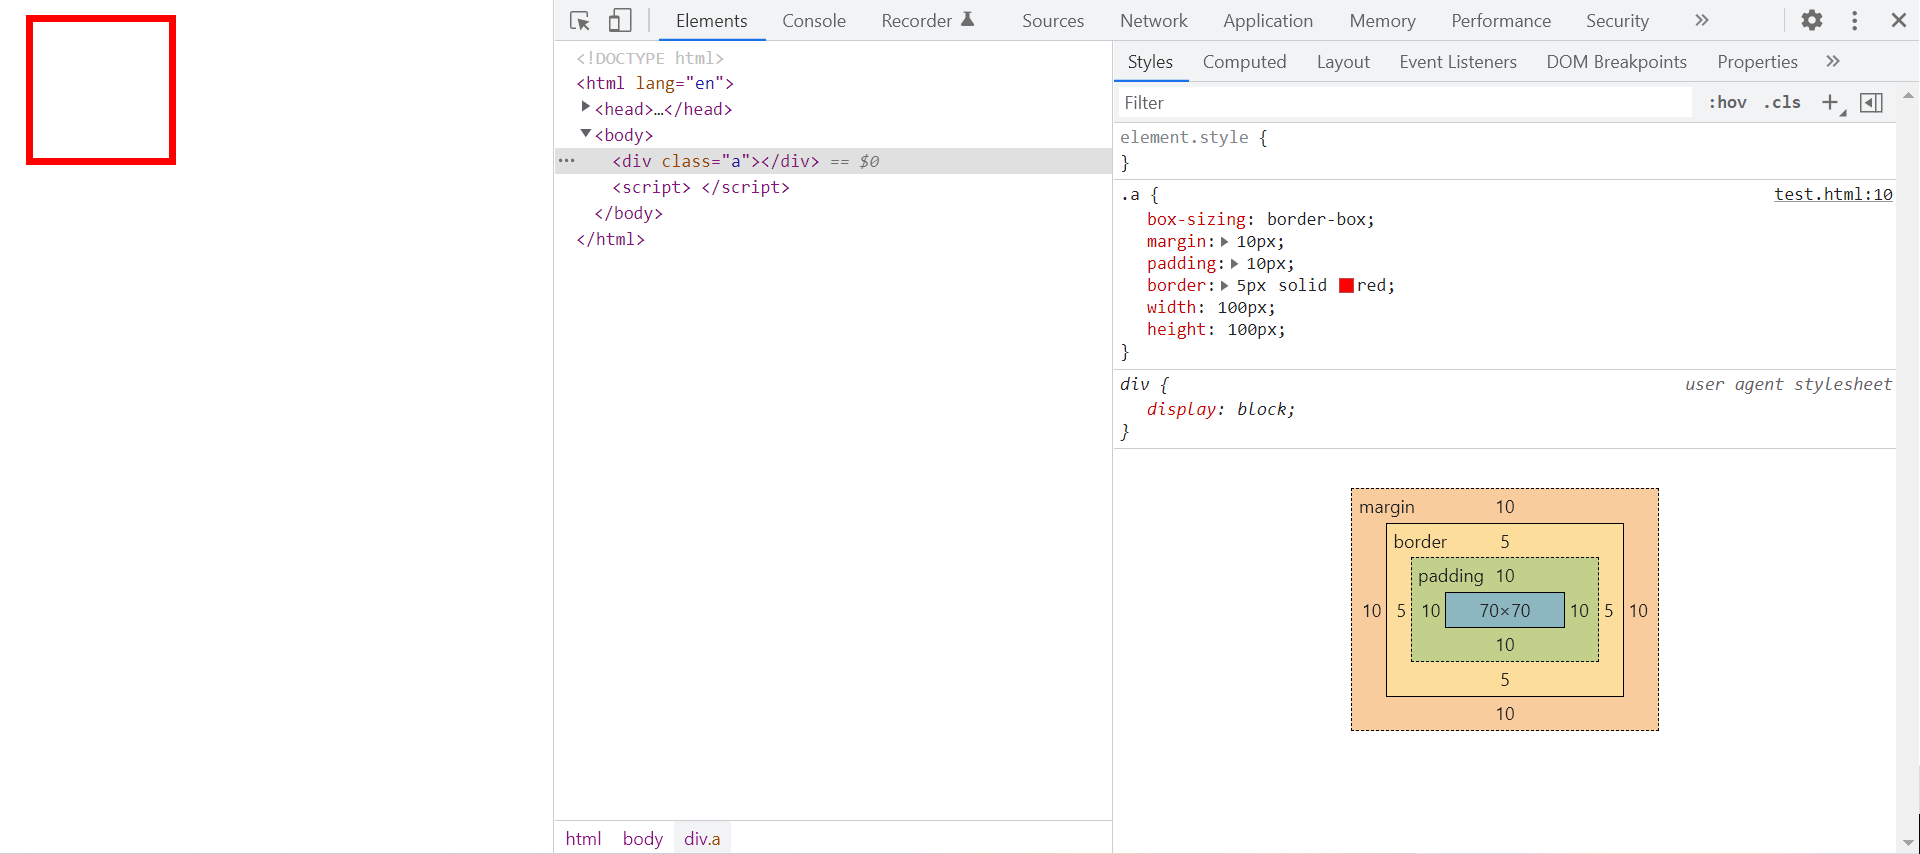 Elements Console Recorder Sources Network Application Memory Performance Security »
<!DOCTYPE html>
<html lang="en">
<head>…</head>
<body>
··· <div class="a"></div> == $0
<script> </script>
</body>
</html>
html body div.a
Styles Computed Layout Event Listeners DOM Breakpoints Properties »
Filter :hov .cls +
element.style {
}
.a { test.html:10
box-sizing: border-box;
margin: 10px;
padding: 10px;
border: 5px solid red;
width: 100px;
height: 100px;
}
div { user agent stylesheet
display: block;
}
margin 10
border 5
padding 10
10 5 10 70×70 10 5 10
10
5
10